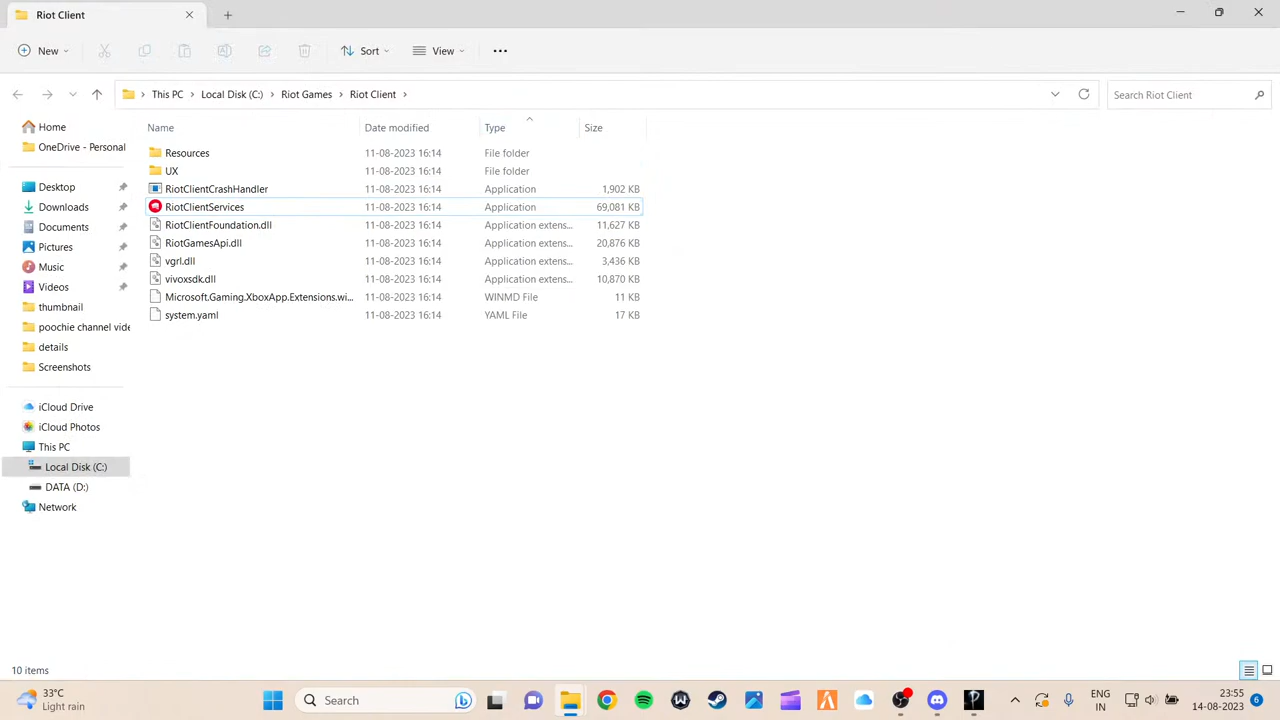 Riot Client
New
Sort
View
This PC
Local Disk (C:)
Riot Games
Riot Client
Search Riot Client
Name
Date modified
Type
Size
Home
OneDrive - Personal
Desktop
Downloads
Documents
Pictures
Music
Videos
thumbnail
poochie channel vide
details
Screenshots
iCloud Drive
iCloud Photos
This PC
Local Disk (C:)
DATA (D:)
Network
Resources 11-08-2023 16:14 File folder
UX 11-08-2023 16:14 File folder
RiotClientCrashHandler 11-08-2023 16:14 Application 1,902 KB
RiotClientServices 11-08-2023 16:14 Application 69,081 KB
RiotClientFoundation.dll 11-08-2023 16:14 Application extens... 11,627 KB
RiotGamesApi.dll 11-08-2023 16:14 Application extens... 20,876 KB
vgrl.dll 11-08-2023 16:14 Application extens... 3,436 KB
vivoxsdk.dll 11-08-2023 16:14 Application extens... 10,870 KB
Microsoft.Gaming.XboxApp.Extensions.wi... 11-08-2023 16:14 WINMD File 11 KB
system.yaml 11-08-2023 16:14 YAML File 17 KB
10 items
33°C
Light rain
Search
ENG
IN
23:55
14-08-2023
6